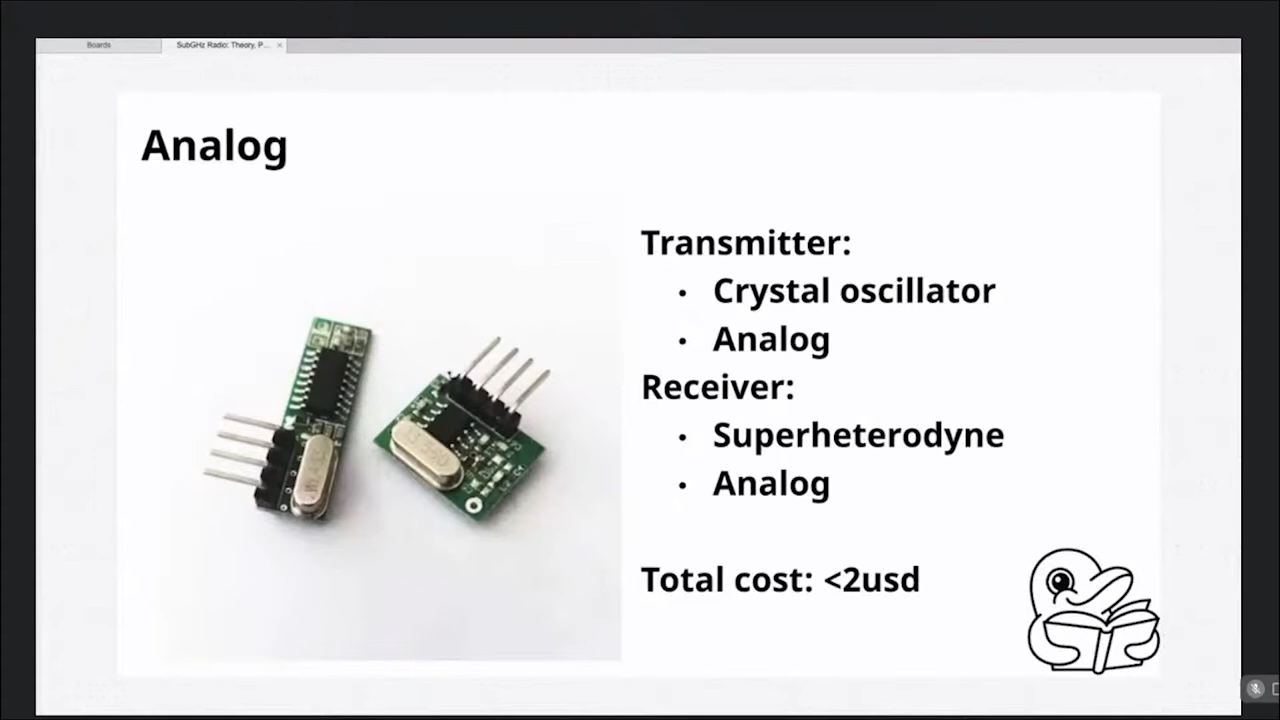 Boards
SubGHz Radio: Theory, P...
Analog
Transmitter:
• Crystal oscillator
• Analog
Receiver:
• Superheterodyne
• Analog
Total cost: <2usd